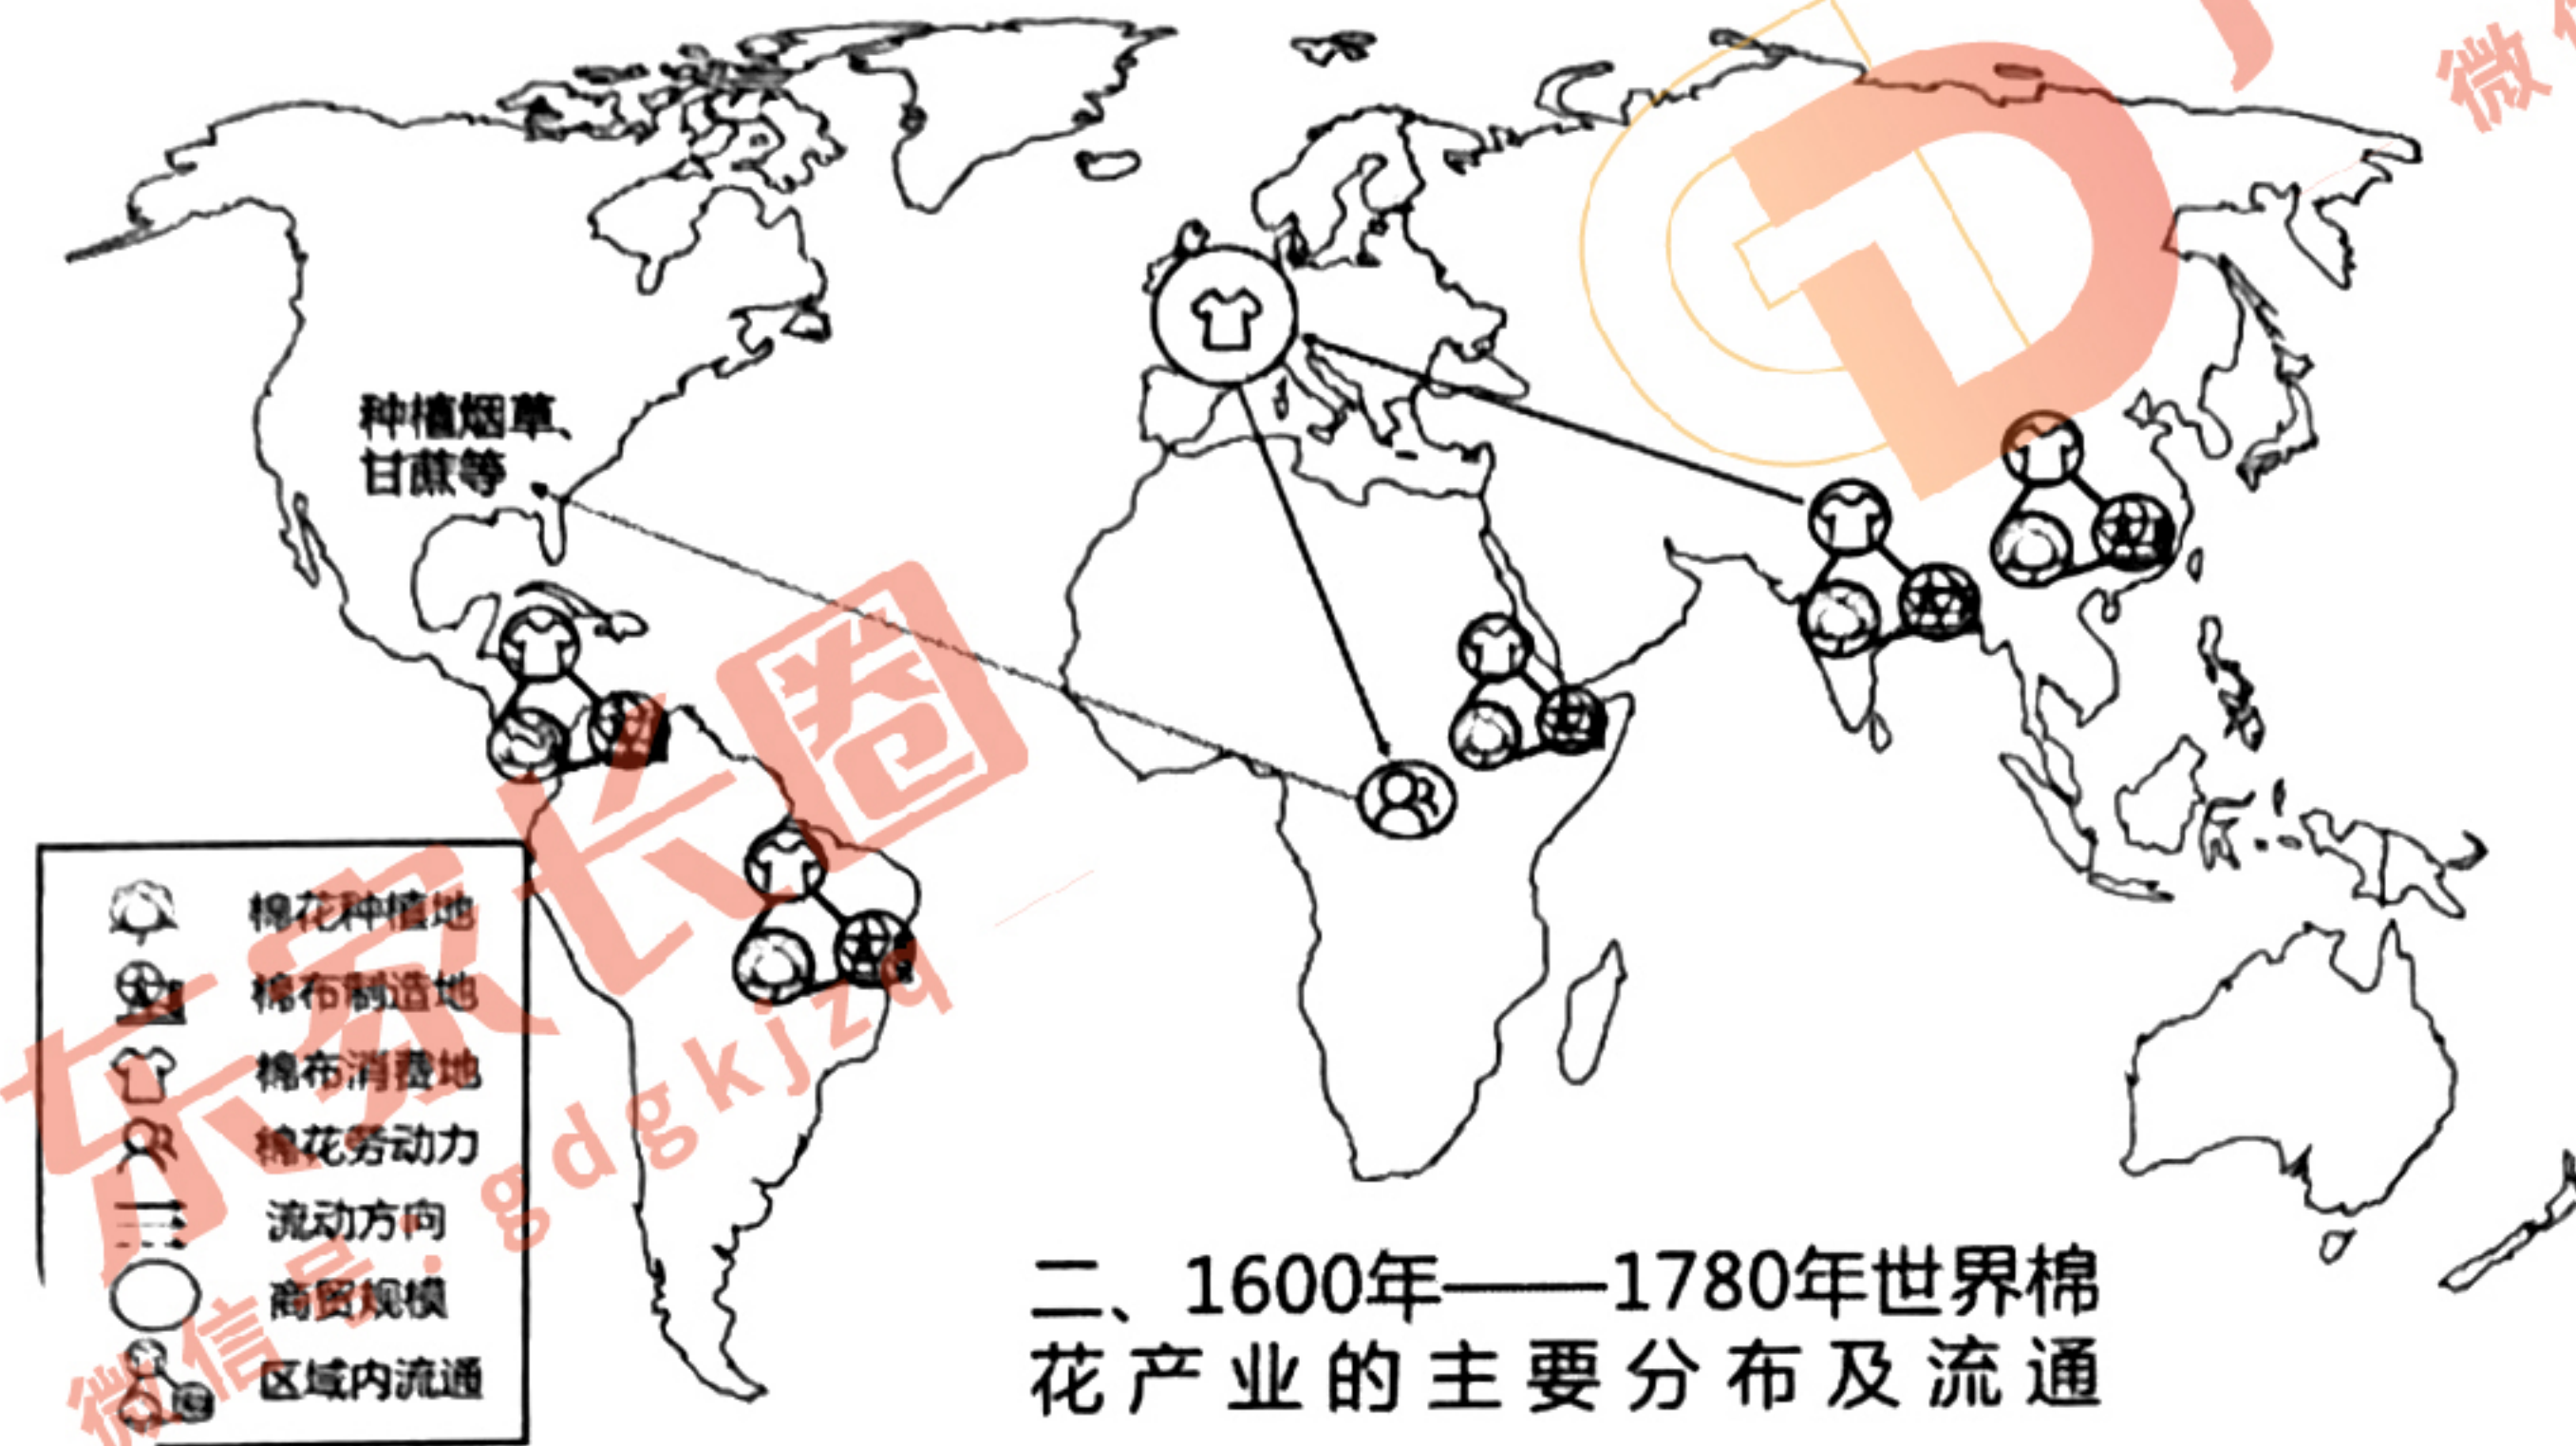 种植烟草、
甘蔗等
棉花种植地
棉布制造地
棉布消费地
棉花劳动力
流动方向
商贸规模
区域内流通
二、1600年——1780年世界棉
花产业的主要分布及流通
东家长圈
微信号:gdgkjzq
微信